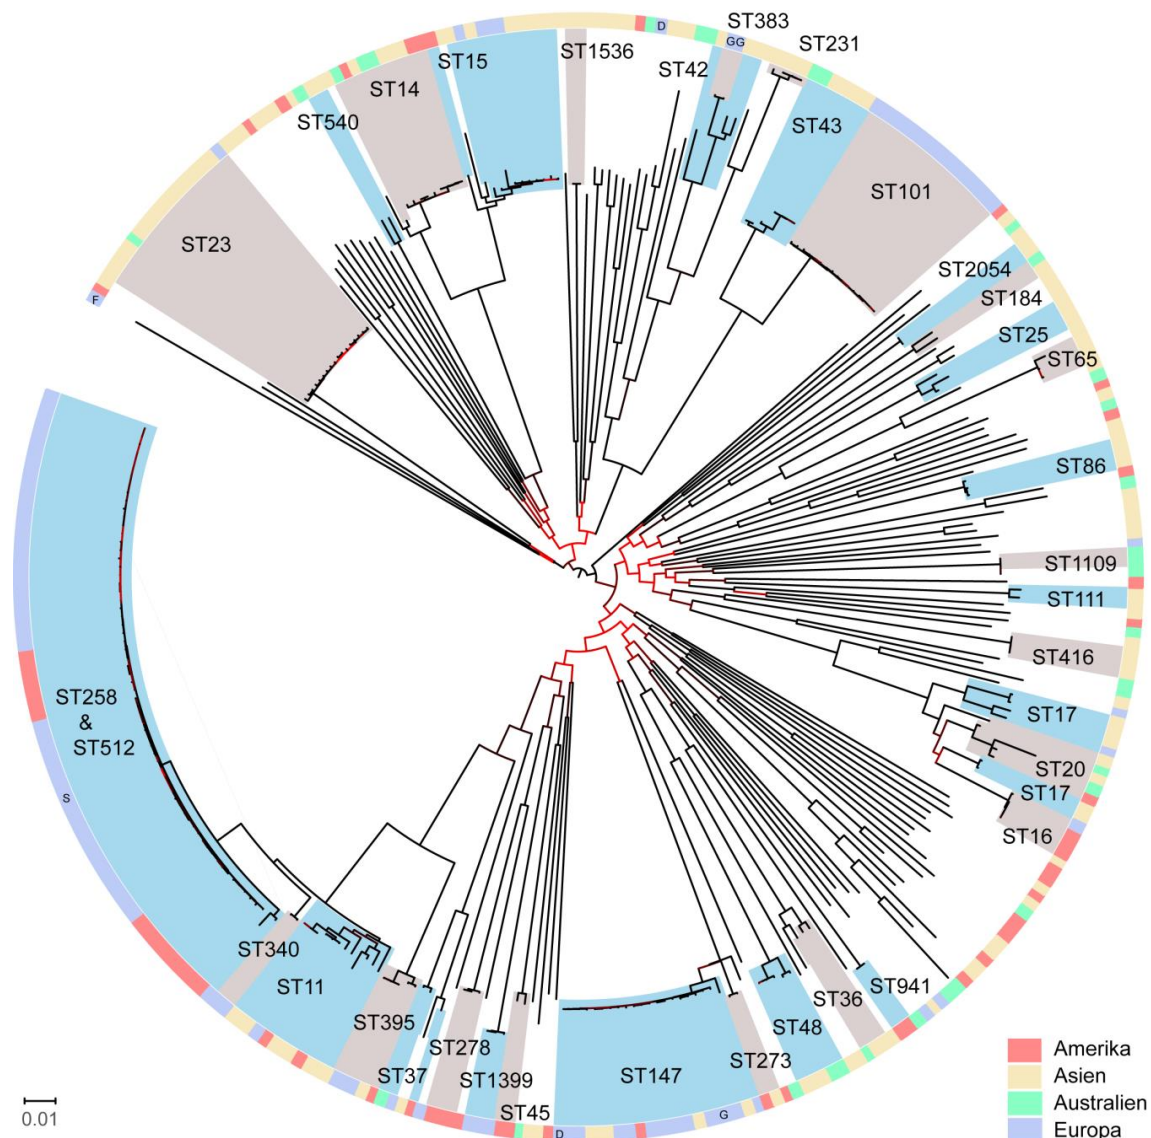 ST383
D
GG
ST231
ST1536
ST15
ST42
ST14
ST540
ST43
ST101
ST23
ST2054
F
ST184
ST25
ST65
ST86
ST1109
ST111
ST416
ST258
&
ST512
ST17
ST20
ST17
S
ST16
ST340
ST11
ST941
ST36
ST395
ST48
ST278
ST273
ST37
ST1399
ST147
ST45
G
D
0.01
Amerika
Asien
Australien
Europa